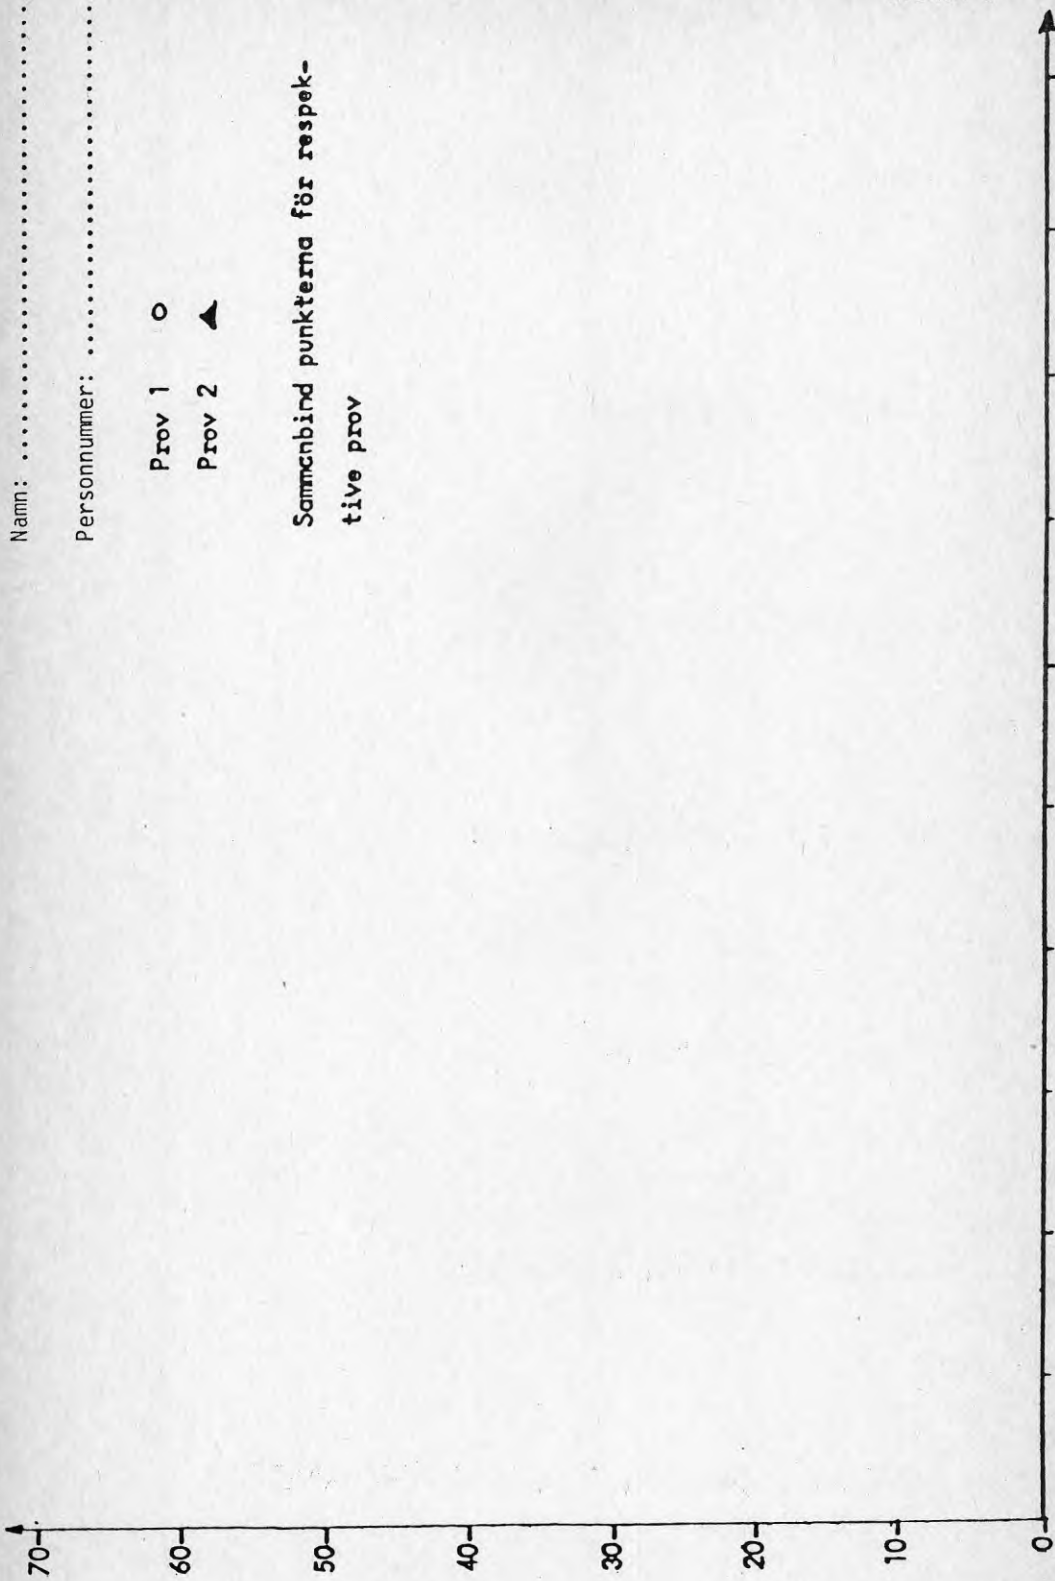 Namn: ........................................
Personnummer: ............................
Prov 1 o
Prov 2 ▲
Sammanbind punkterna för respek-
tive prov
70
60
50
40
30
20
10
0